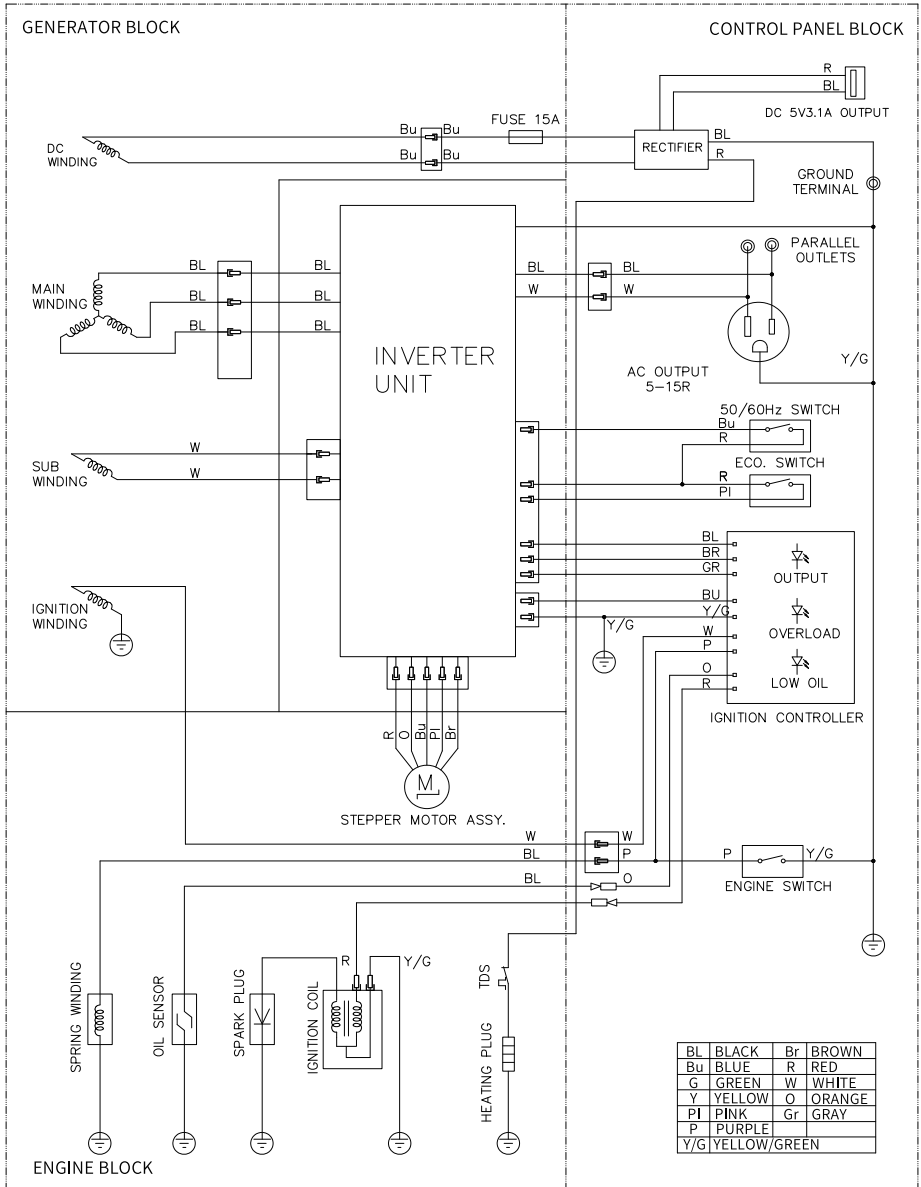 GENERATOR BLOCK
CONTROL PANEL BLOCK
R
BL
DC 5V3.1A OUTPUT
FUSE 15A
Bu
Bu
Bu
Bu
DC
WINDING
RECTIFIER
BL
R
GROUND
TERMINAL
PARALLEL
OUTLETS
BL
BL
BL
BL
BL
BL
MAIN
WINDING
BL
BL
W
W
INVERTER
UNIT
AC OUTPUT
5-15R
Y/G
50/60Hz SWITCH
Bu
R
ECO. SWITCH
R
PI
W
W
SUB
WINDING
BL
BR
GR
BU
Y/G
W
P
O
R
OUTPUT
OVERLOAD
LOW OIL
IGNITION CONTROLLER
Y/G
IGNITION
WINDING
R
O
Bu
PI
Br
M
STEPPER MOTOR ASSY.
W
W
BL
P
P
Y/G
ENGINE SWITCH
BL
O
R
Y/G
SPRING WINDING
OIL SENSOR
SPARK PLUG
IGNITION COIL
TDS
HEATING PLUG
BL BLACK Br BROWN
Bu BLUE R RED
G GREEN W WHITE
Y YELLOW O ORANGE
PI PINK Gr GRAY
P PURPLE
Y/G YELLOW/GREEN
ENGINE BLOCK